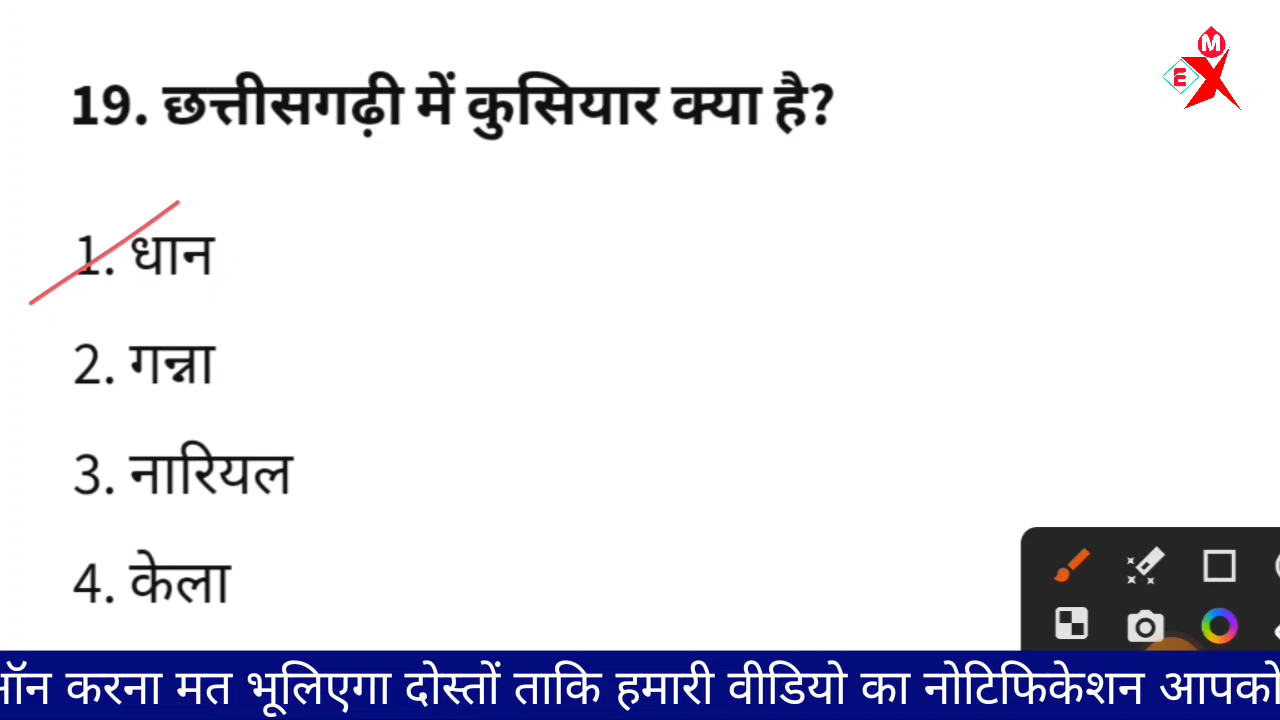 M
E
19. छत्तीसगढ़ी में कुसियार क्या है?
1. धान
2. गन्ना
3. नारियल
4. केला
करना मत भूलिएगा दोस्तों ताकि हमारी वीडियो का नोटिफिकेशन आपको